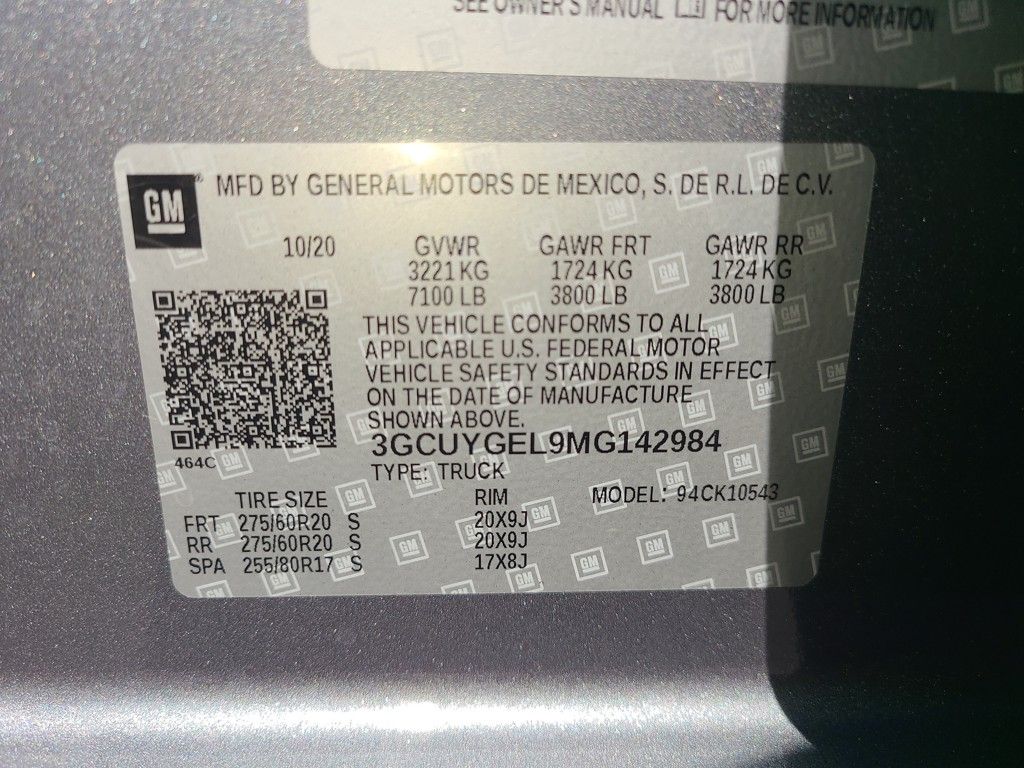 SEE OWNER'S MANUAL FOR MORE INFORMATION
GM ® MFD BY GENERAL MOTORS DE MEXICO, S. DE R.L. DE C.V.
10/20 GVWR GAWR FRT GAWR RR
3221 KG 1724 KG 1724 KG
7100 LB 3800 LB 3800 LB
THIS VEHICLE CONFORMS TO ALL
APPLICABLE U.S. FEDERAL MOTOR
VEHICLE SAFETY STANDARDS IN EFFECT
ON THE DATE OF MANUFACTURE
SHOWN ABOVE.
3GCUYGEL9MG142984
464C
TYPE: TRUCK
TIRE SIZE RIM MODEL: 94CK10543
FRT 275/60R20 S 20X9J
RR 275/60R20 S 20X9J
SPA 255/80R17 S 17X8J